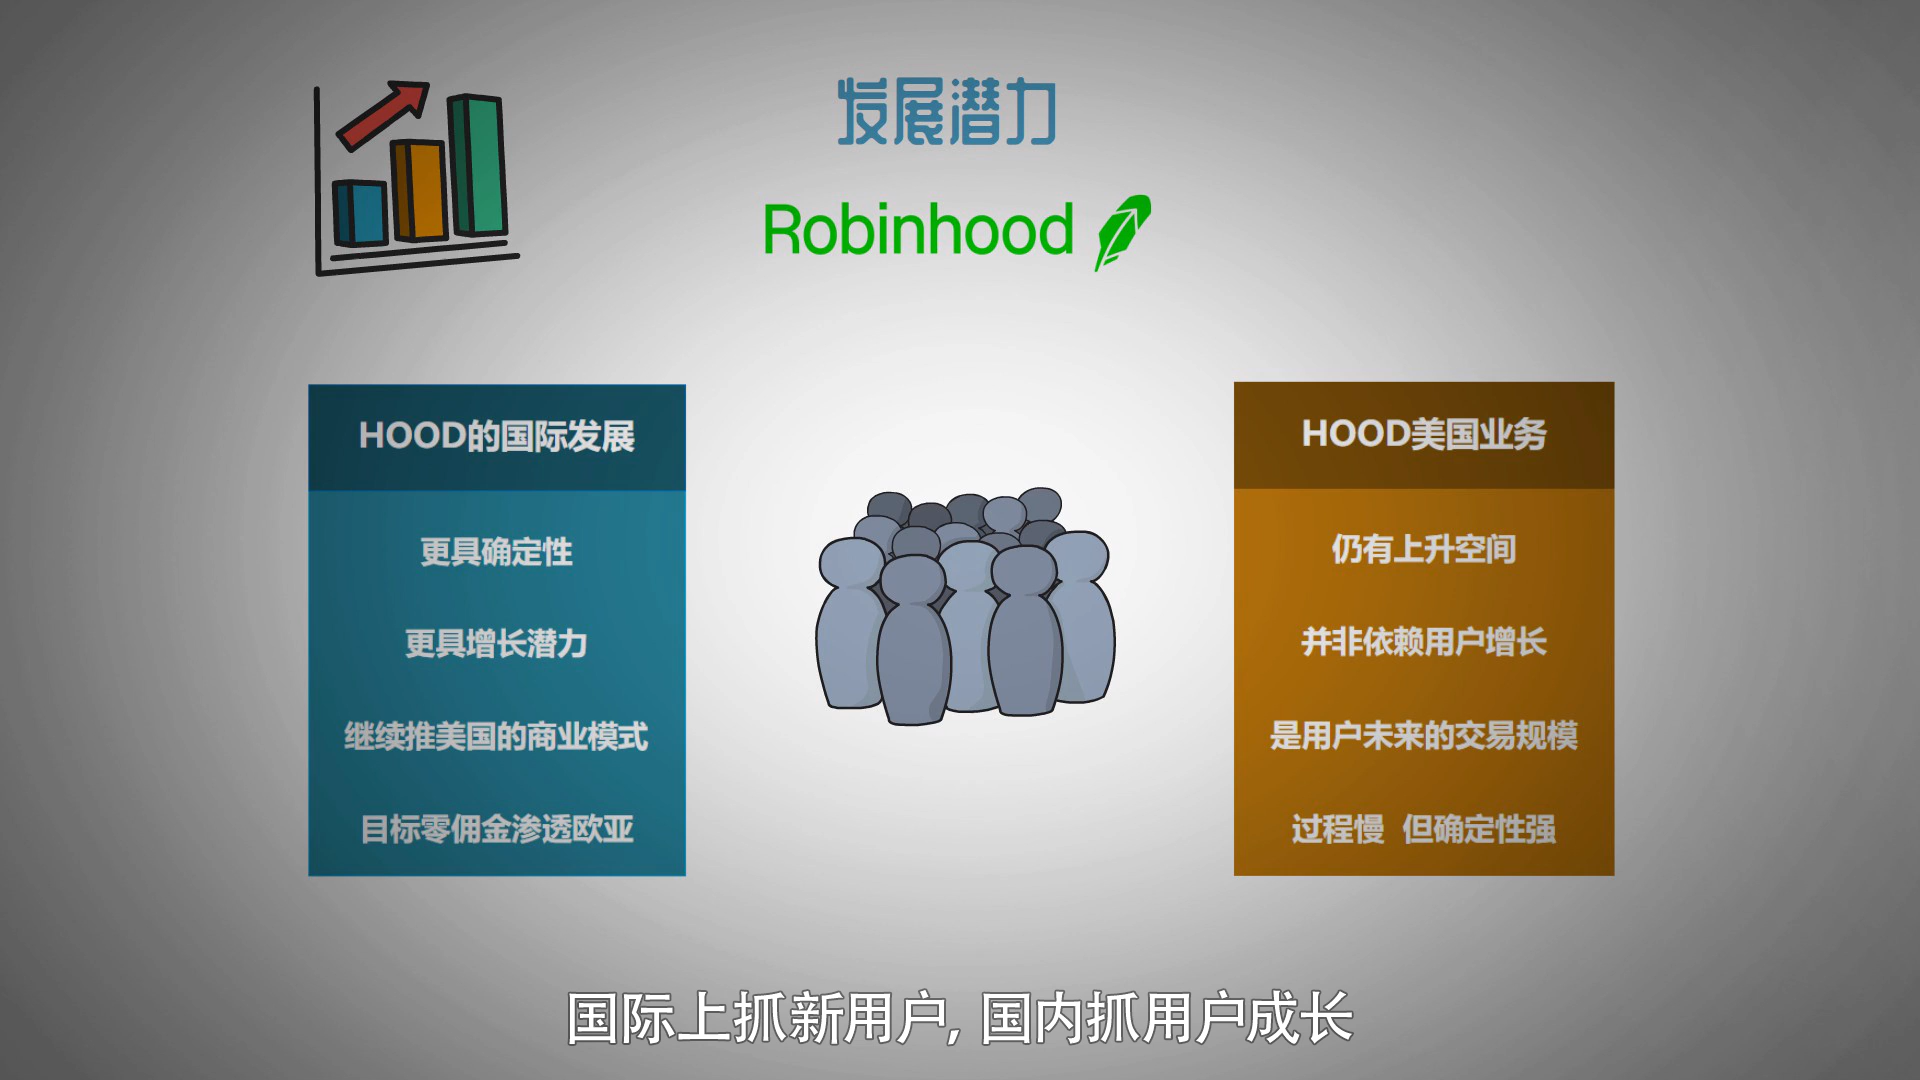 发展潜力
Robinhood
HOOD的国际发展
更具确定性
更具增长潜力
继续推美国的商业模式
目标零佣金渗透欧亚
HOOD美国业务
仍有上升空间
并非依赖用户增长
是用户未来的交易规模
过程慢 但确定性强
国际上抓新用户, 国内抓用户成长